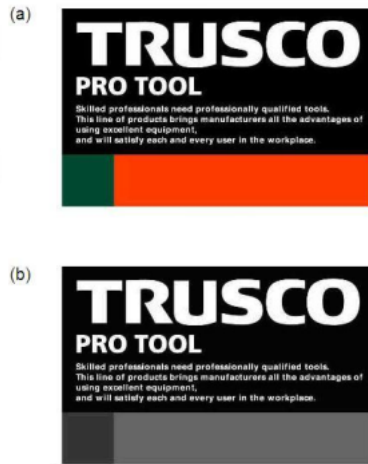 (a)
TRUSCO
PRO TOOL
Skilled professionals need professionally qualified tools.
This line of products brings manufacturers all the advantages of
using excellent equipment,
and will satisfy each and every user in the workplace.
(b)
TRUSCO
PRO TOOL
Skilled professionals need professionally qualified tools.
This line of products brings manufacturers all the advantages of
using excellent equipment,
and will satisfy each and every user in the workplace.